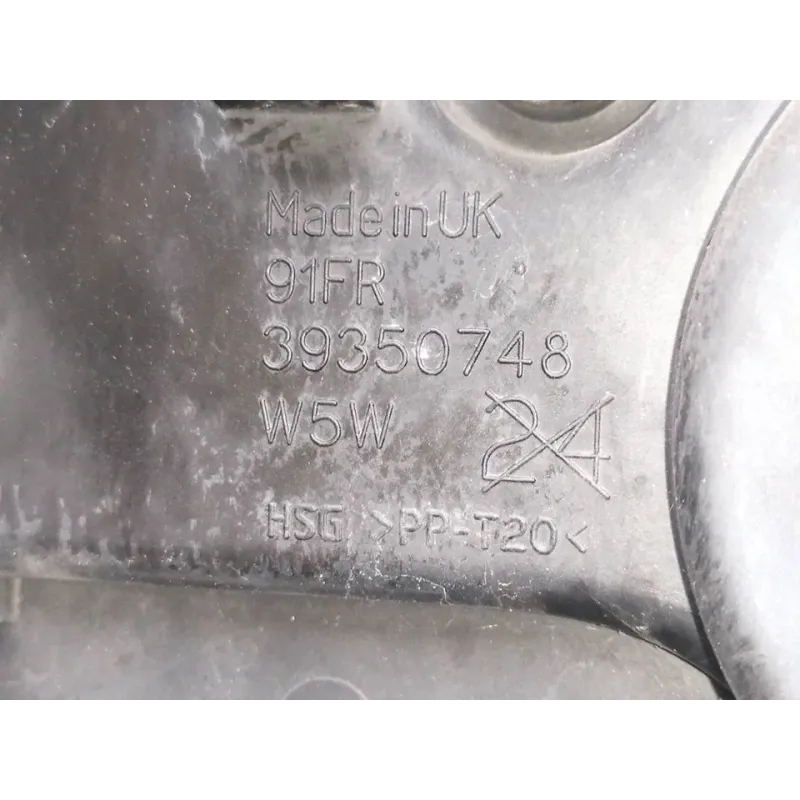 Made in UK
91FR
39350748
W5W 24
HSG >PP-T20<